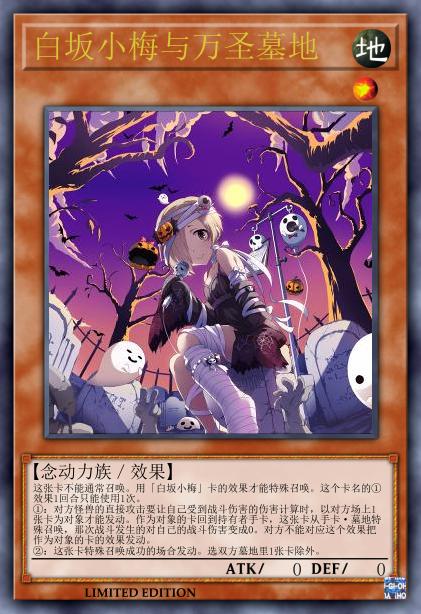 白坂小梅与万圣墓地
地
【念动力族 / 效果】
这张卡不能通常召唤。用「白坂小梅」卡的效果才能特殊召唤。这个卡名的①
效果1回合只能使用1次。
①：对方怪兽的直接攻击要让自己受到战斗伤害的伤害计算时，以对方场上1
张卡为对象才能发动。作为对象的卡回到持有者手卡，这张卡从手卡·墓地特
殊召唤，那次战斗发生的对自己的战斗伤害变成0。对方不能对应这个效果把
作为对象的卡的效果发动。
②：这张卡特殊召唤成功的场合发动。选双方墓地里1张卡除外。
ATK/ 0 DEF/ 0
LIMITED EDITION